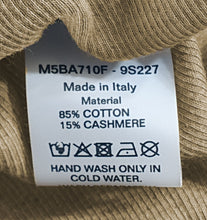 M5BA710F - 9S227
Made in Italy
Material
85% COTTON
15% CASHMERE
HAND WASH ONLY IN
COLD WATER.